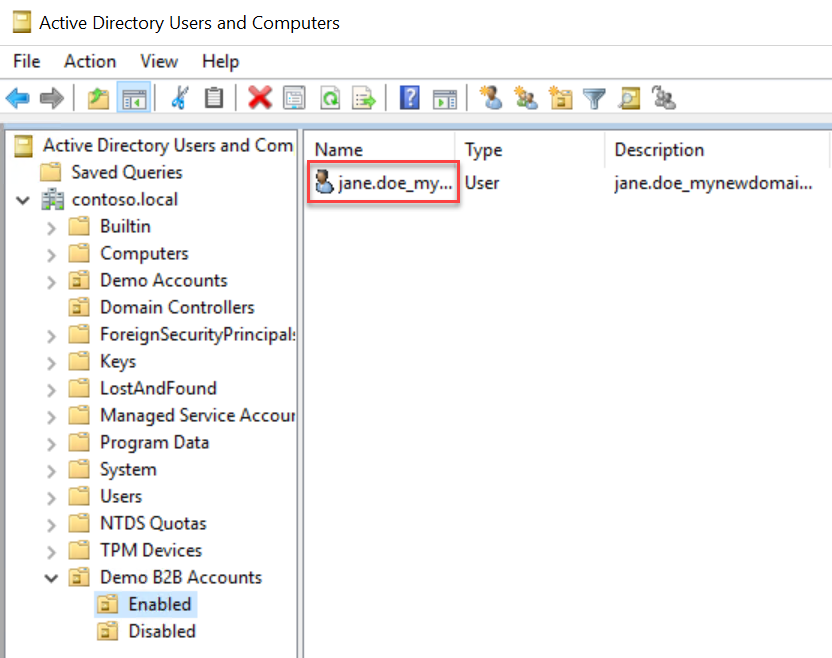 Active Directory Users and Computers
File Action View Help
Active Directory Users and Com
Saved Queries
contoso.local
Builtin
Computers
Demo Accounts
Domain Controllers
ForeignSecurityPrincipals
Keys
LostAndFound
Managed Service Accour
Program Data
System
Users
NTDS Quotas
TPM Devices
Demo B2B Accounts
Enabled
Disabled
Name Type Description
jane.doe_my... User jane.doe_mynewdomai...